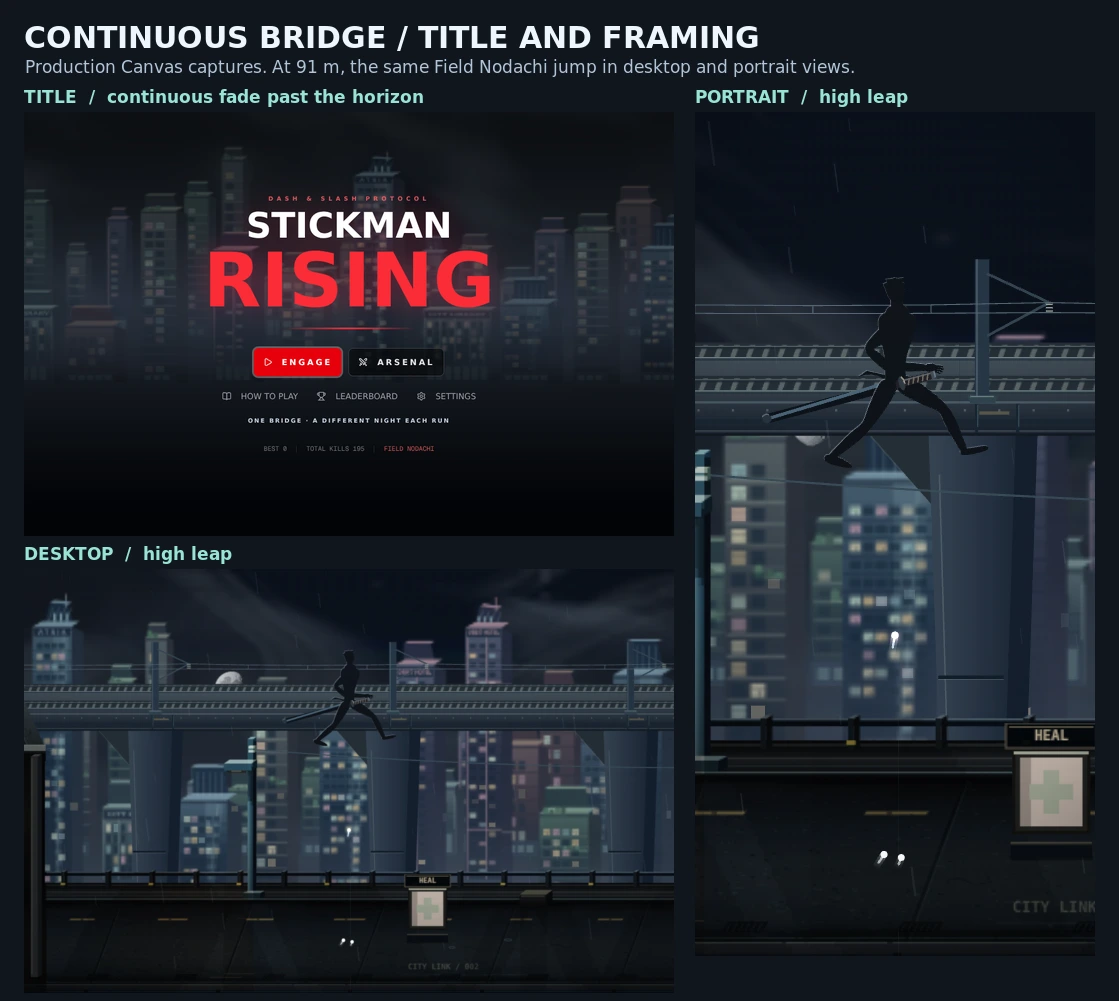 CONTINUOUS BRIDGE / TITLE AND FRAMING
Production Canvas captures. At 91 m, the same Field Nodachi jump in desktop and portrait views.
TITLE / continuous fade past the horizon
DASH & SLASH PROTOCOL
STICKMAN
RISING
ENGAGE
ARSENAL
HOW TO PLAY
LEADERBOARD
SETTINGS
ONE BRIDGE · A DIFFERENT NIGHT EACH RUN
BEST 0 | TOTAL KILLS 195 | FIELD NODACHI
DESKTOP / high leap
HEAL
CITY LINK / 002
PORTRAIT / high leap
HEAL
CITY LINK